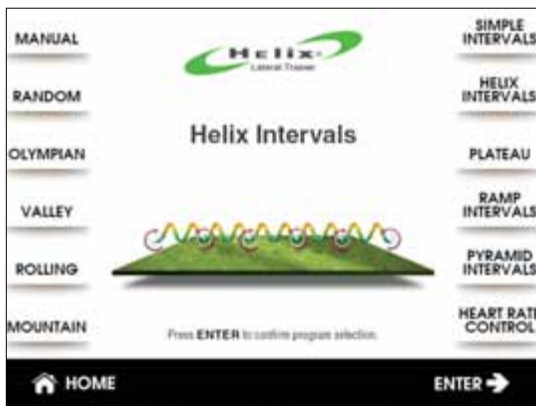 MANUAL
RANDOM
OLYMPIAN
VALLEY
ROLLING
MOUNTAIN
Helix
Lateral Trainer
Helix Intervals
Press ENTER to confirm program selection.
SIMPLE
INTERVALS
HELIX
INTERVALS
PLATEAU
RAMP
INTERVALS
PYRAMID
INTERVALS
HEART RATE
CONTROL
HOME
ENTER